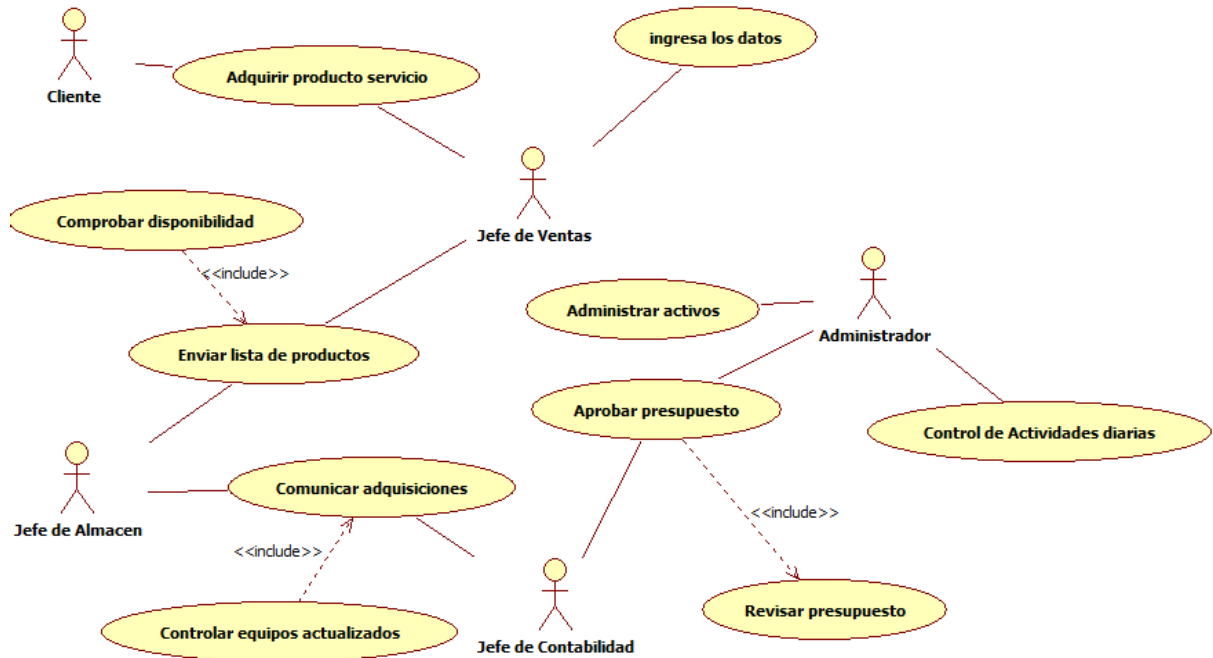 ingresa los datos
Adquirir producto servicio
Cliente
Comprobar disponibilidad
Jefe de Ventas
<<include>>
Administrar activos
Administrador
Enviar lista de productos
Aprobar presupuesto
Control de Actividades diarias
Comunicar adquisiciones
<<include>>
Jefe de Almacen
<<include>>
Revisar presupuesto
Controlar equipos actualizados
Jefe de Contabilidad